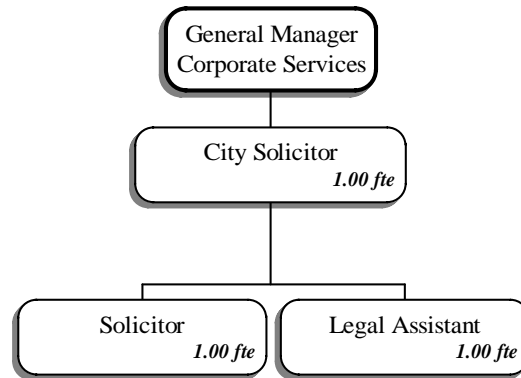 General Manager
Corporate Services
City Solicitor
1.00 fte
Solicitor
1.00 fte
Legal Assistant
1.00 fte